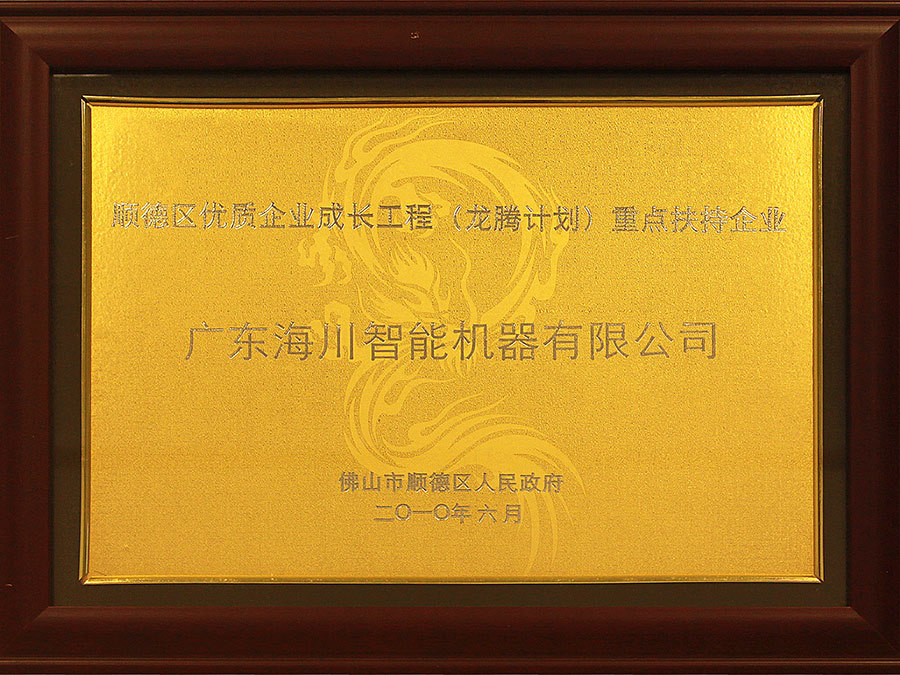 顺德区优质企业成长工程（龙腾计划）重点扶持企业
广东海川智能机器有限公司
佛山市顺德区人民政府
二〇一〇年六月